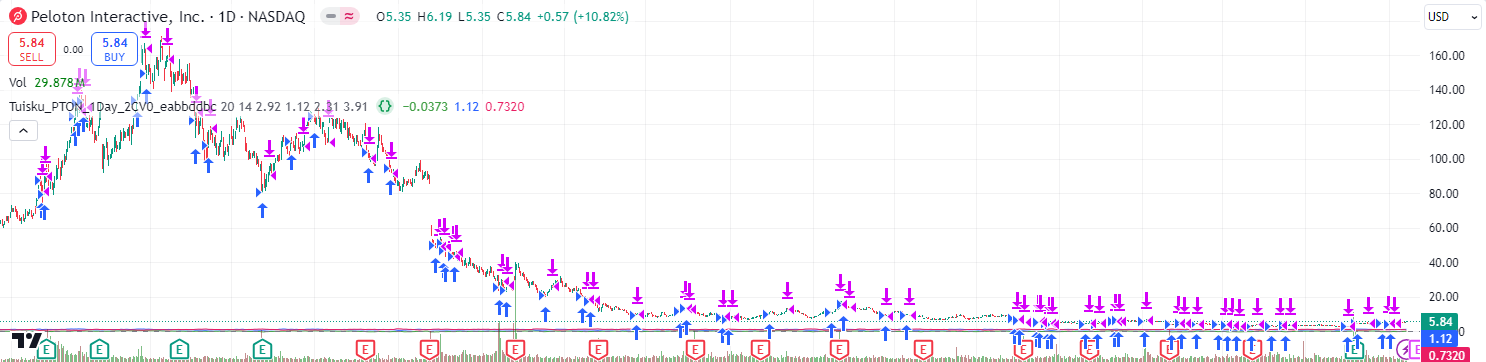 Peloton Interactive, Inc. · 1D · NASDAQ O5.35 H6.19 L5.35 C5.84 +0.57 (+10.82%)
USD
5.84 SELL 0.00 5.84 BUY
Vol 29.878M
Tuisku_PTON_1Day_2CV0_eabbddbc 20 14 2.92 1.12 2.31 3.91 {} −0.0373 1.12 0.7320
160.00
140.00
120.00
100.00
80.00
60.00
40.00
20.00
5.84
1.12
0.7320
E E E E E E E E E E E E E E E E